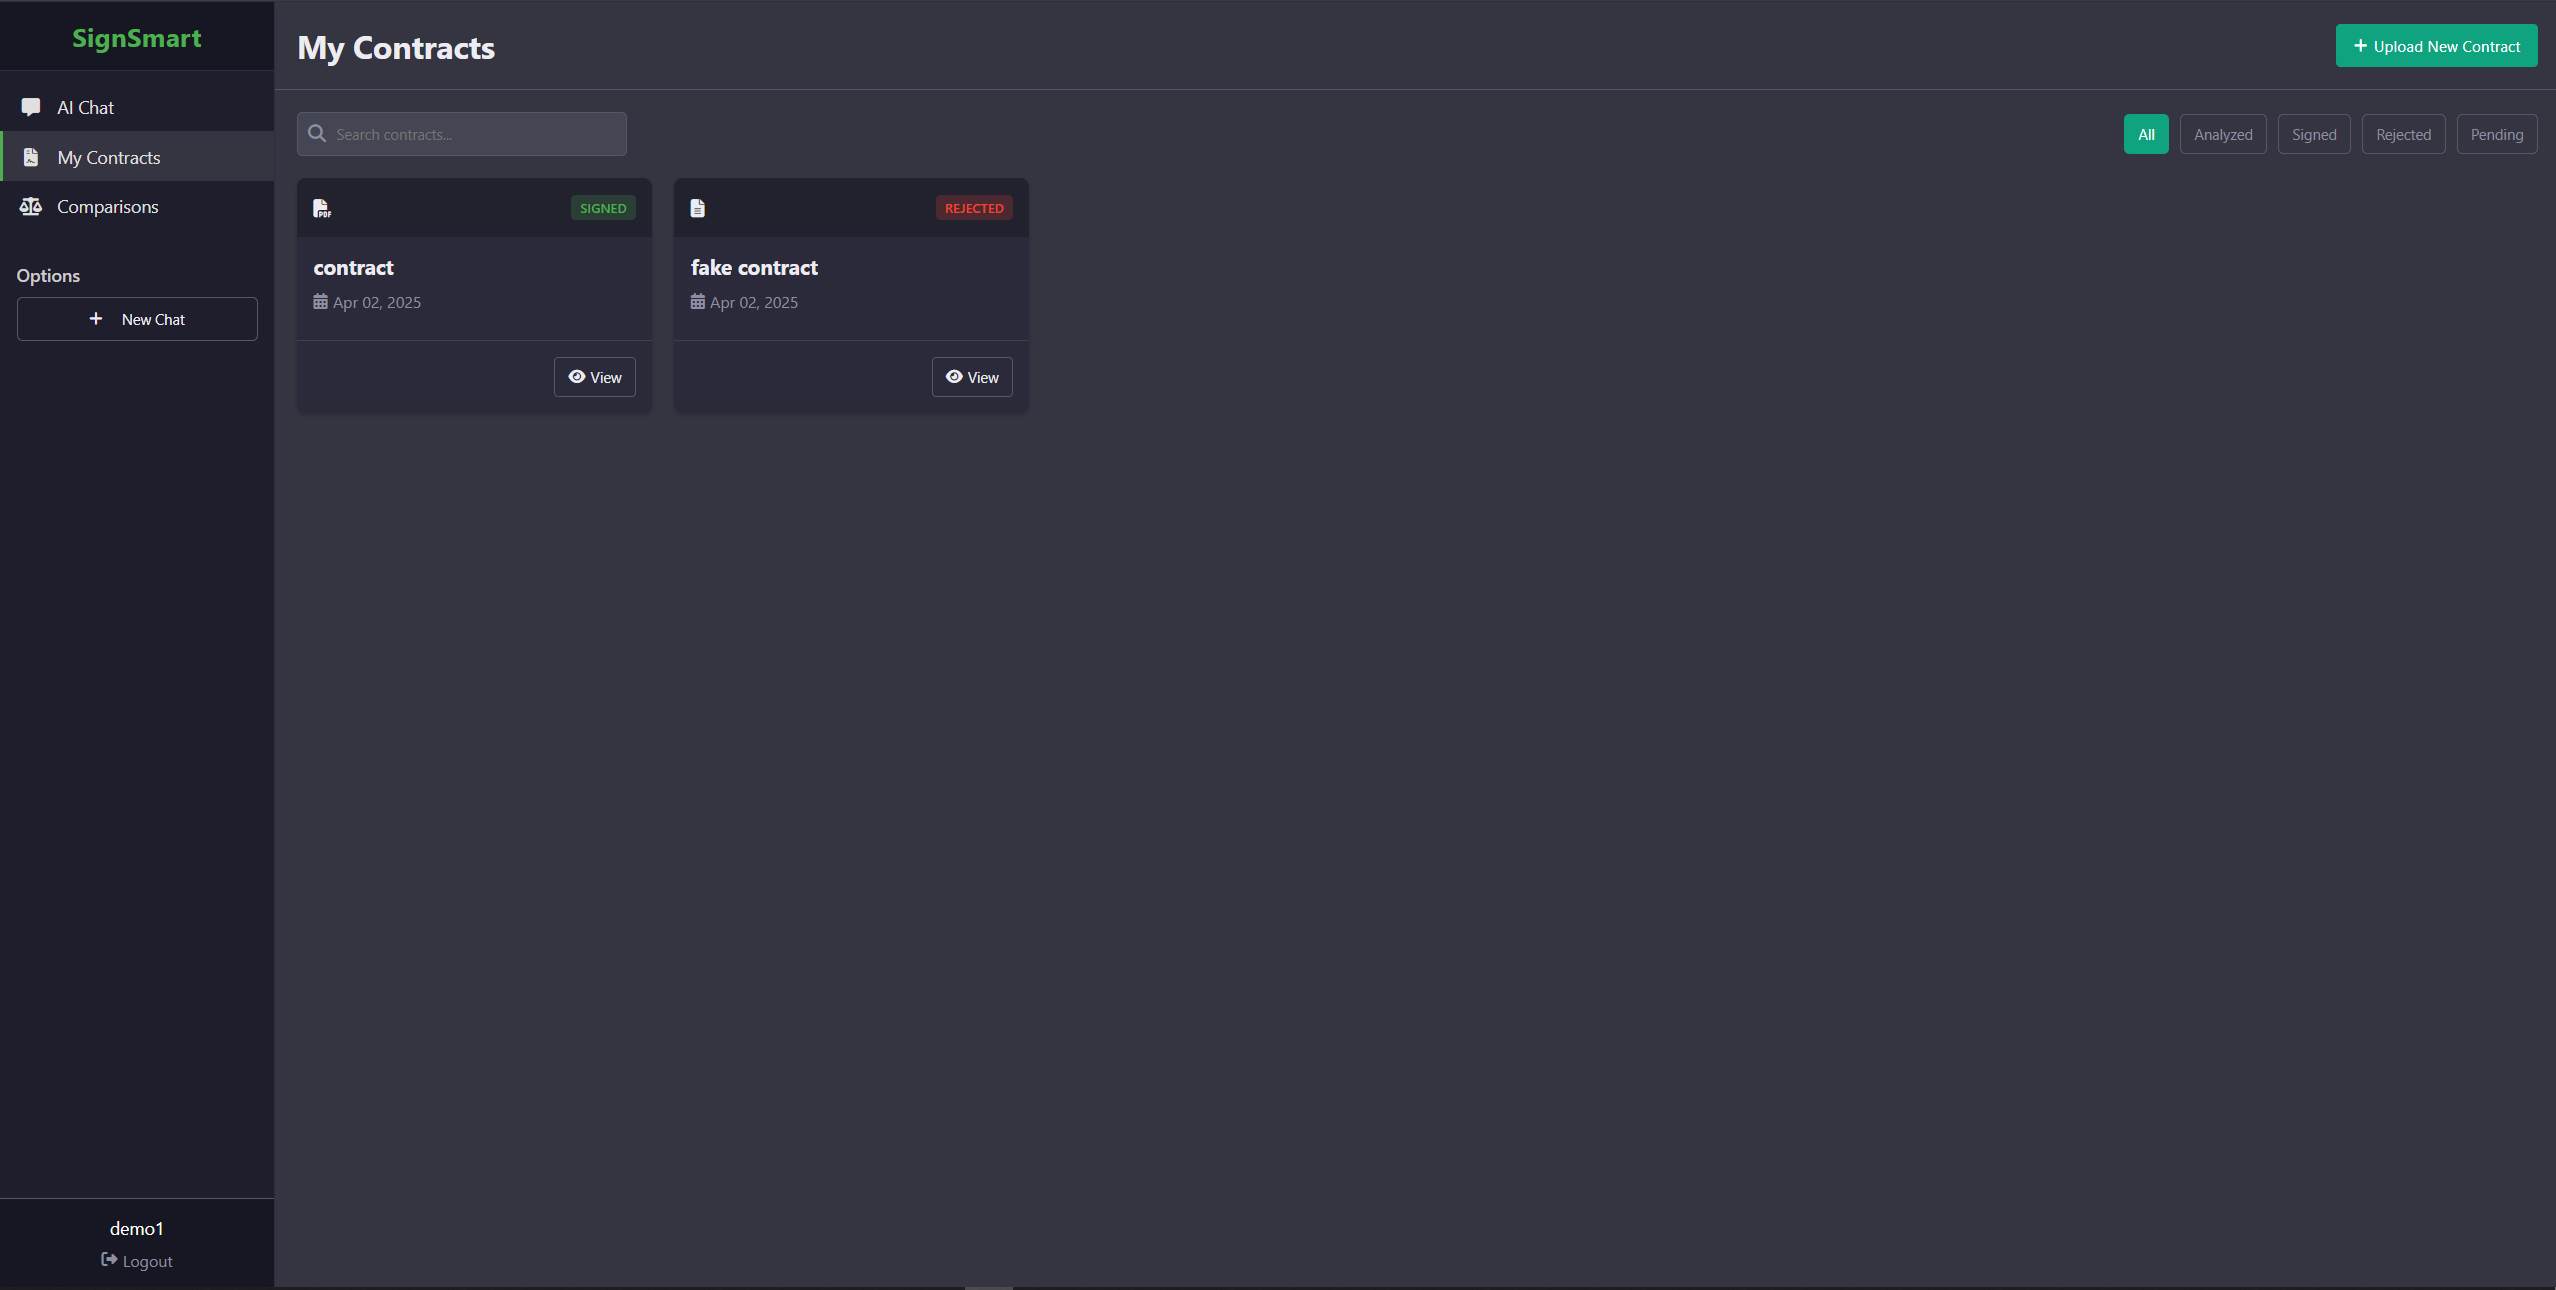 SignSmart
AI Chat
My Contracts
Comparisons
Options
New Chat
demo1
Logout
My Contracts
Upload New Contract
Search contracts...
All
Analyzed
Signed
Rejected
Pending
PDF
SIGNED
contract
Apr 02, 2025
View
REJECTED
fake contract
Apr 02, 2025
View